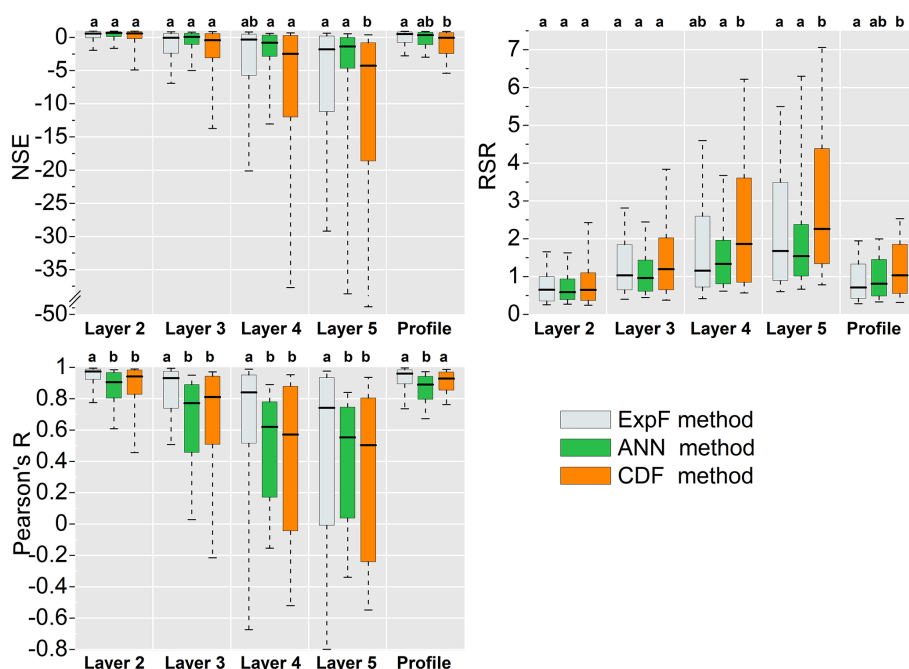 a a a a a a ab a a a a b a ab b
0
-5
-10
-15
-20
-25
-35
-50
NSE
Layer 2 Layer 3 Layer 4 Layer 5 Profile
a a a a a a ab a b a a b a ab b
7
6
5
4
3
2
1
0
RSR
Layer 2 Layer 3 Layer 4 Layer 5 Profile
a b b a b b a b b a b b a b a
1
0.8
0.6
0.4
0.2
0
-0.2
-0.4
-0.6
-0.8
Pearson's R
Layer 2 Layer 3 Layer 4 Layer 5 Profile
ExpF method
ANN method
CDF method